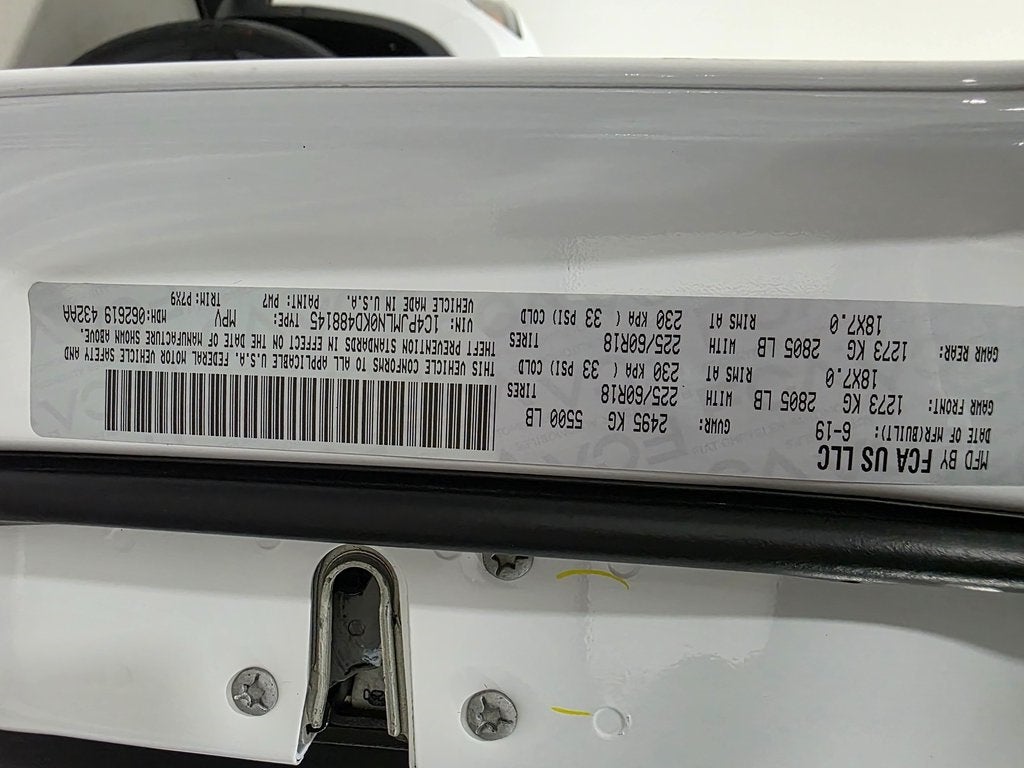 MFD BY FCA US LLC
DATE OF MFR(BUILT): 6-19
GVWR: 2495 KG 5500 LB
GAWR FRONT: 1273 KG 2805 LB WITH 225/60R18 TIRES
18X7.0 RIMS AT 230 KPA ( 33 PSI) COLD
GAWR REAR: 1273 KG 2805 LB WITH 225/60R18 TIRES
18X7.0 RIMS AT 230 KPA ( 33 PSI) COLD
THIS VEHICLE CONFORMS TO ALL APPLICABLE U.S.A. FEDERAL MOTOR VEHICLE SAFETY AND
THEFT PREVENTION STANDARDS IN EFFECT ON THE DATE OF MANUFACTURE SHOWN ABOVE.
VIN: 1C4PJMLN0KD488145 TYPE: MPV MDH:062619 432AA
VEHICLE MADE IN U.S.A. PAINT: PW7 TRIM: P7X9